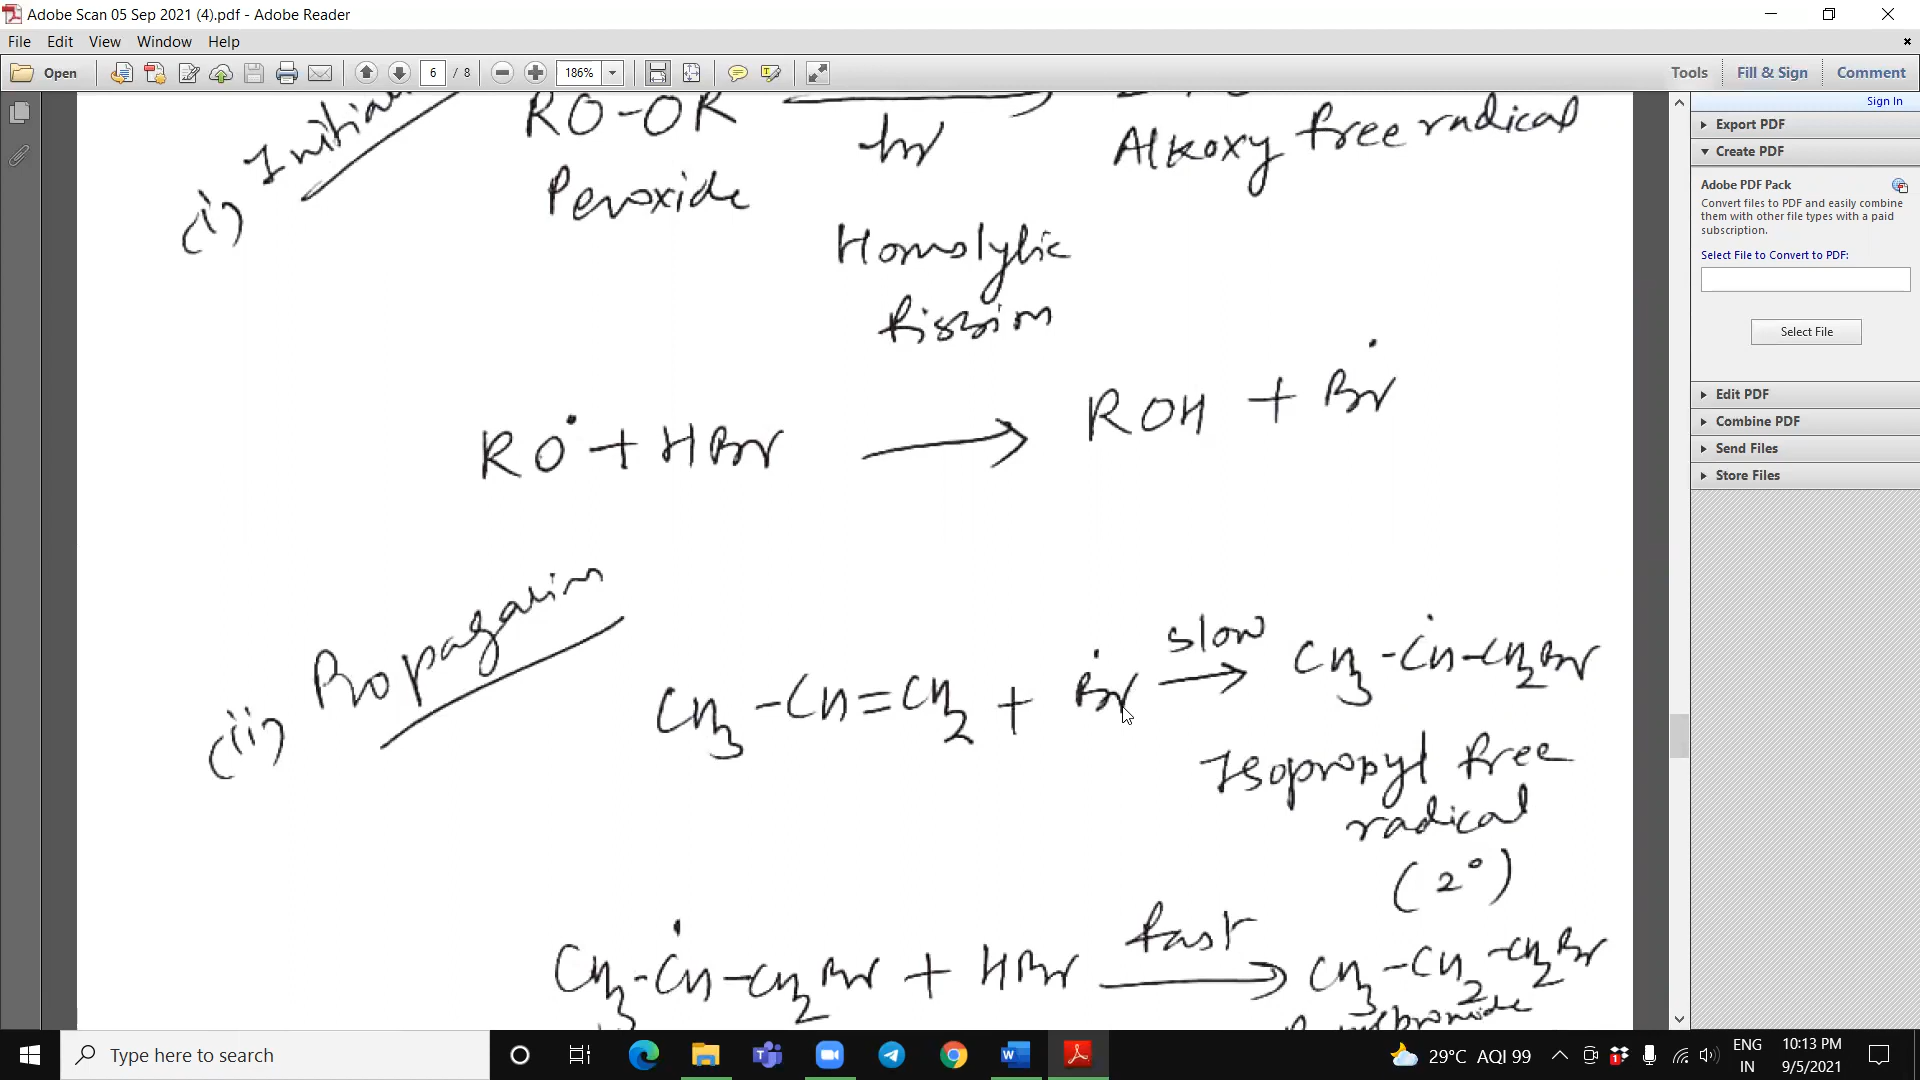 Adobe Scan 05 Sep 2021 (4).pdf - Adobe Reader
File Edit View Window Help
Open 6 / 8 186% Tools Fill & Sign Comment
Sign In
Export PDF
Create PDF
Adobe PDF Pack
Convert files to PDF and easily combine
them with other file types with a paid
subscription.
Select File to Convert to PDF:
Select File
Edit PDF
Combine PDF
Send Files
Store Files
(i)
RO-OR
hν
Alkoxy free radical
Peroxide
Homolytic
fission
RO• + HBr → ROH + Br•
(ii) Propagation
CH3-CH=CH2 + Br• slow → CH3-ĊH-CH2Br
Isopropyl free
radical
(2°)
CH3-ĊH-CH2Br + HBr fast → CH3-CH2-CH2Br
Type here to search
29°C AQI 99
ENG
IN
10:13 PM
9/5/2021